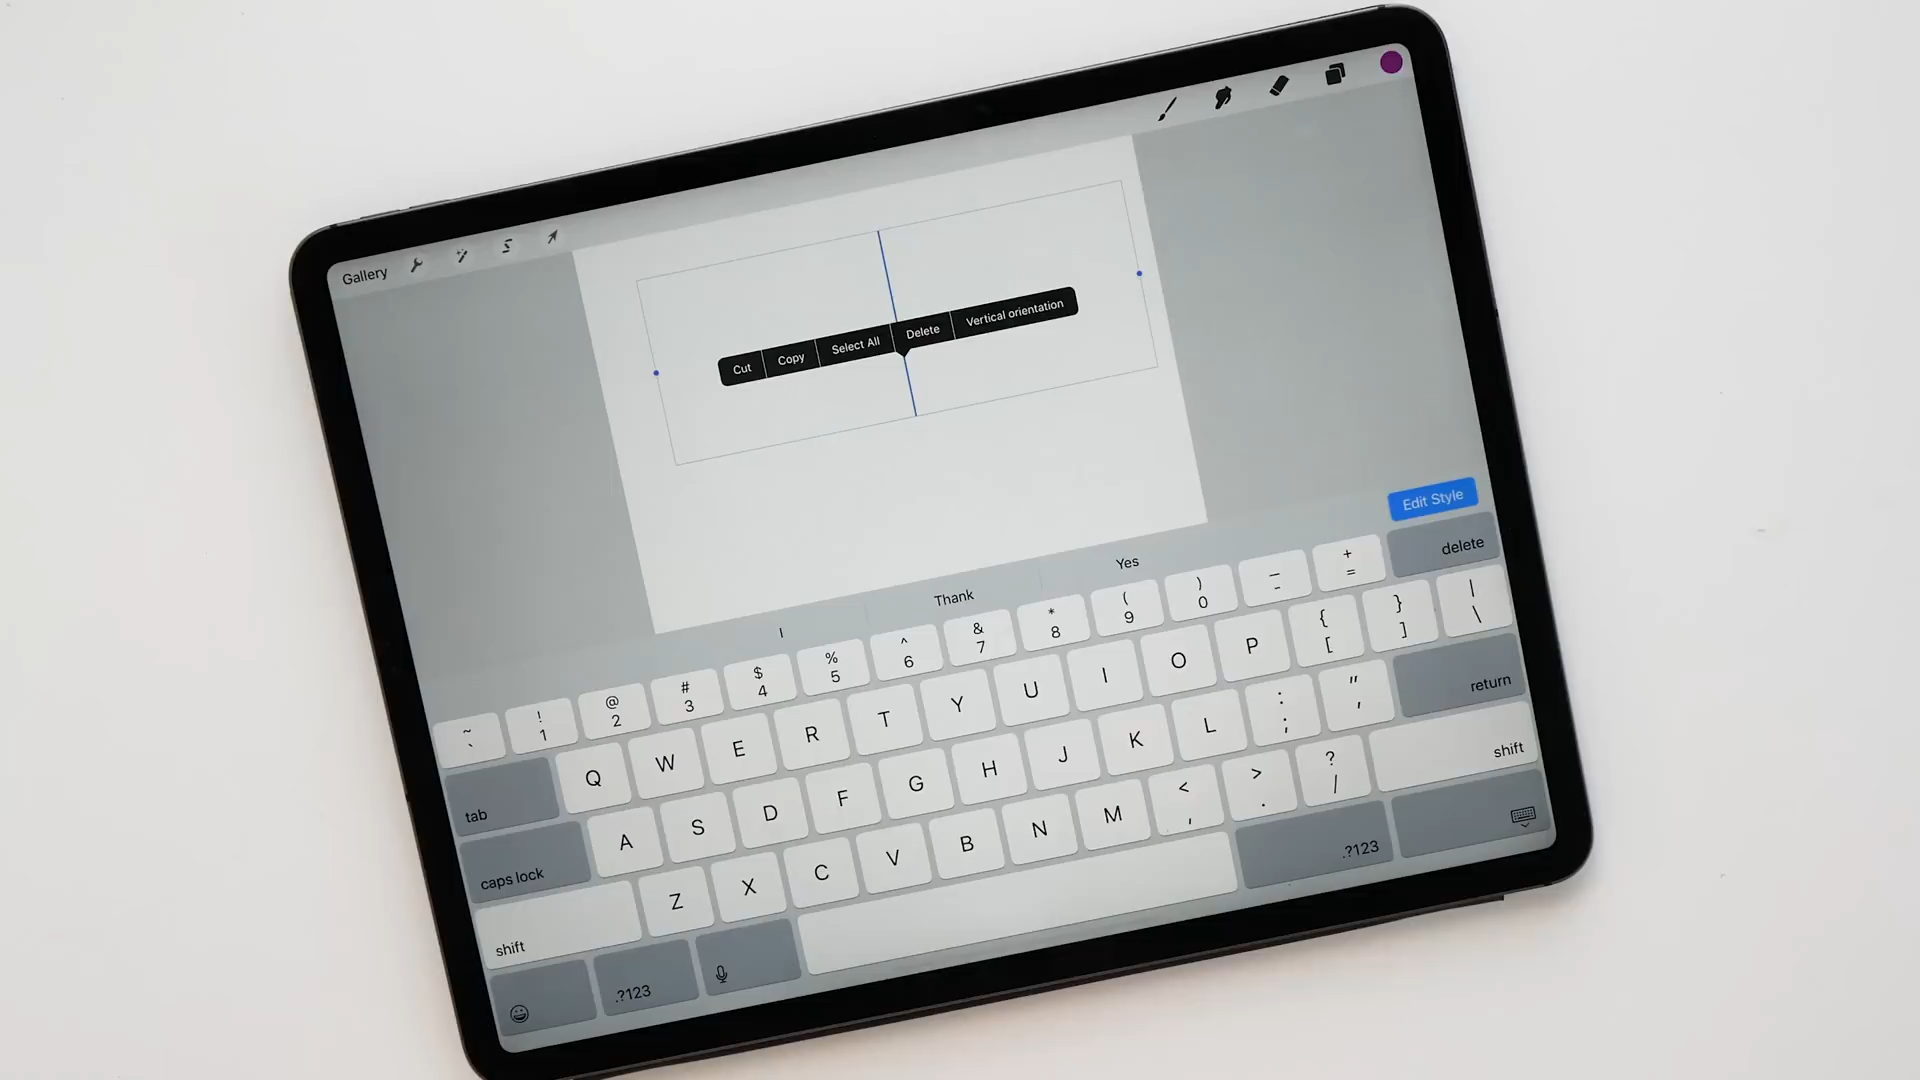 Gallery
Cut Copy Select All Delete Vertical orientation
Edit Style
I Thank Yes
~ ! @ # $ % ^ & * ( ) _ +
` 1 2 3 4 5 6 7 8 9 0 - = delete
tab Q W E R T Y U I O P { [ } ] | \
caps lock A S D F G H J K L : ; " ' return
shift Z X C V B N M < , > . ? / shift
.?123 .?123